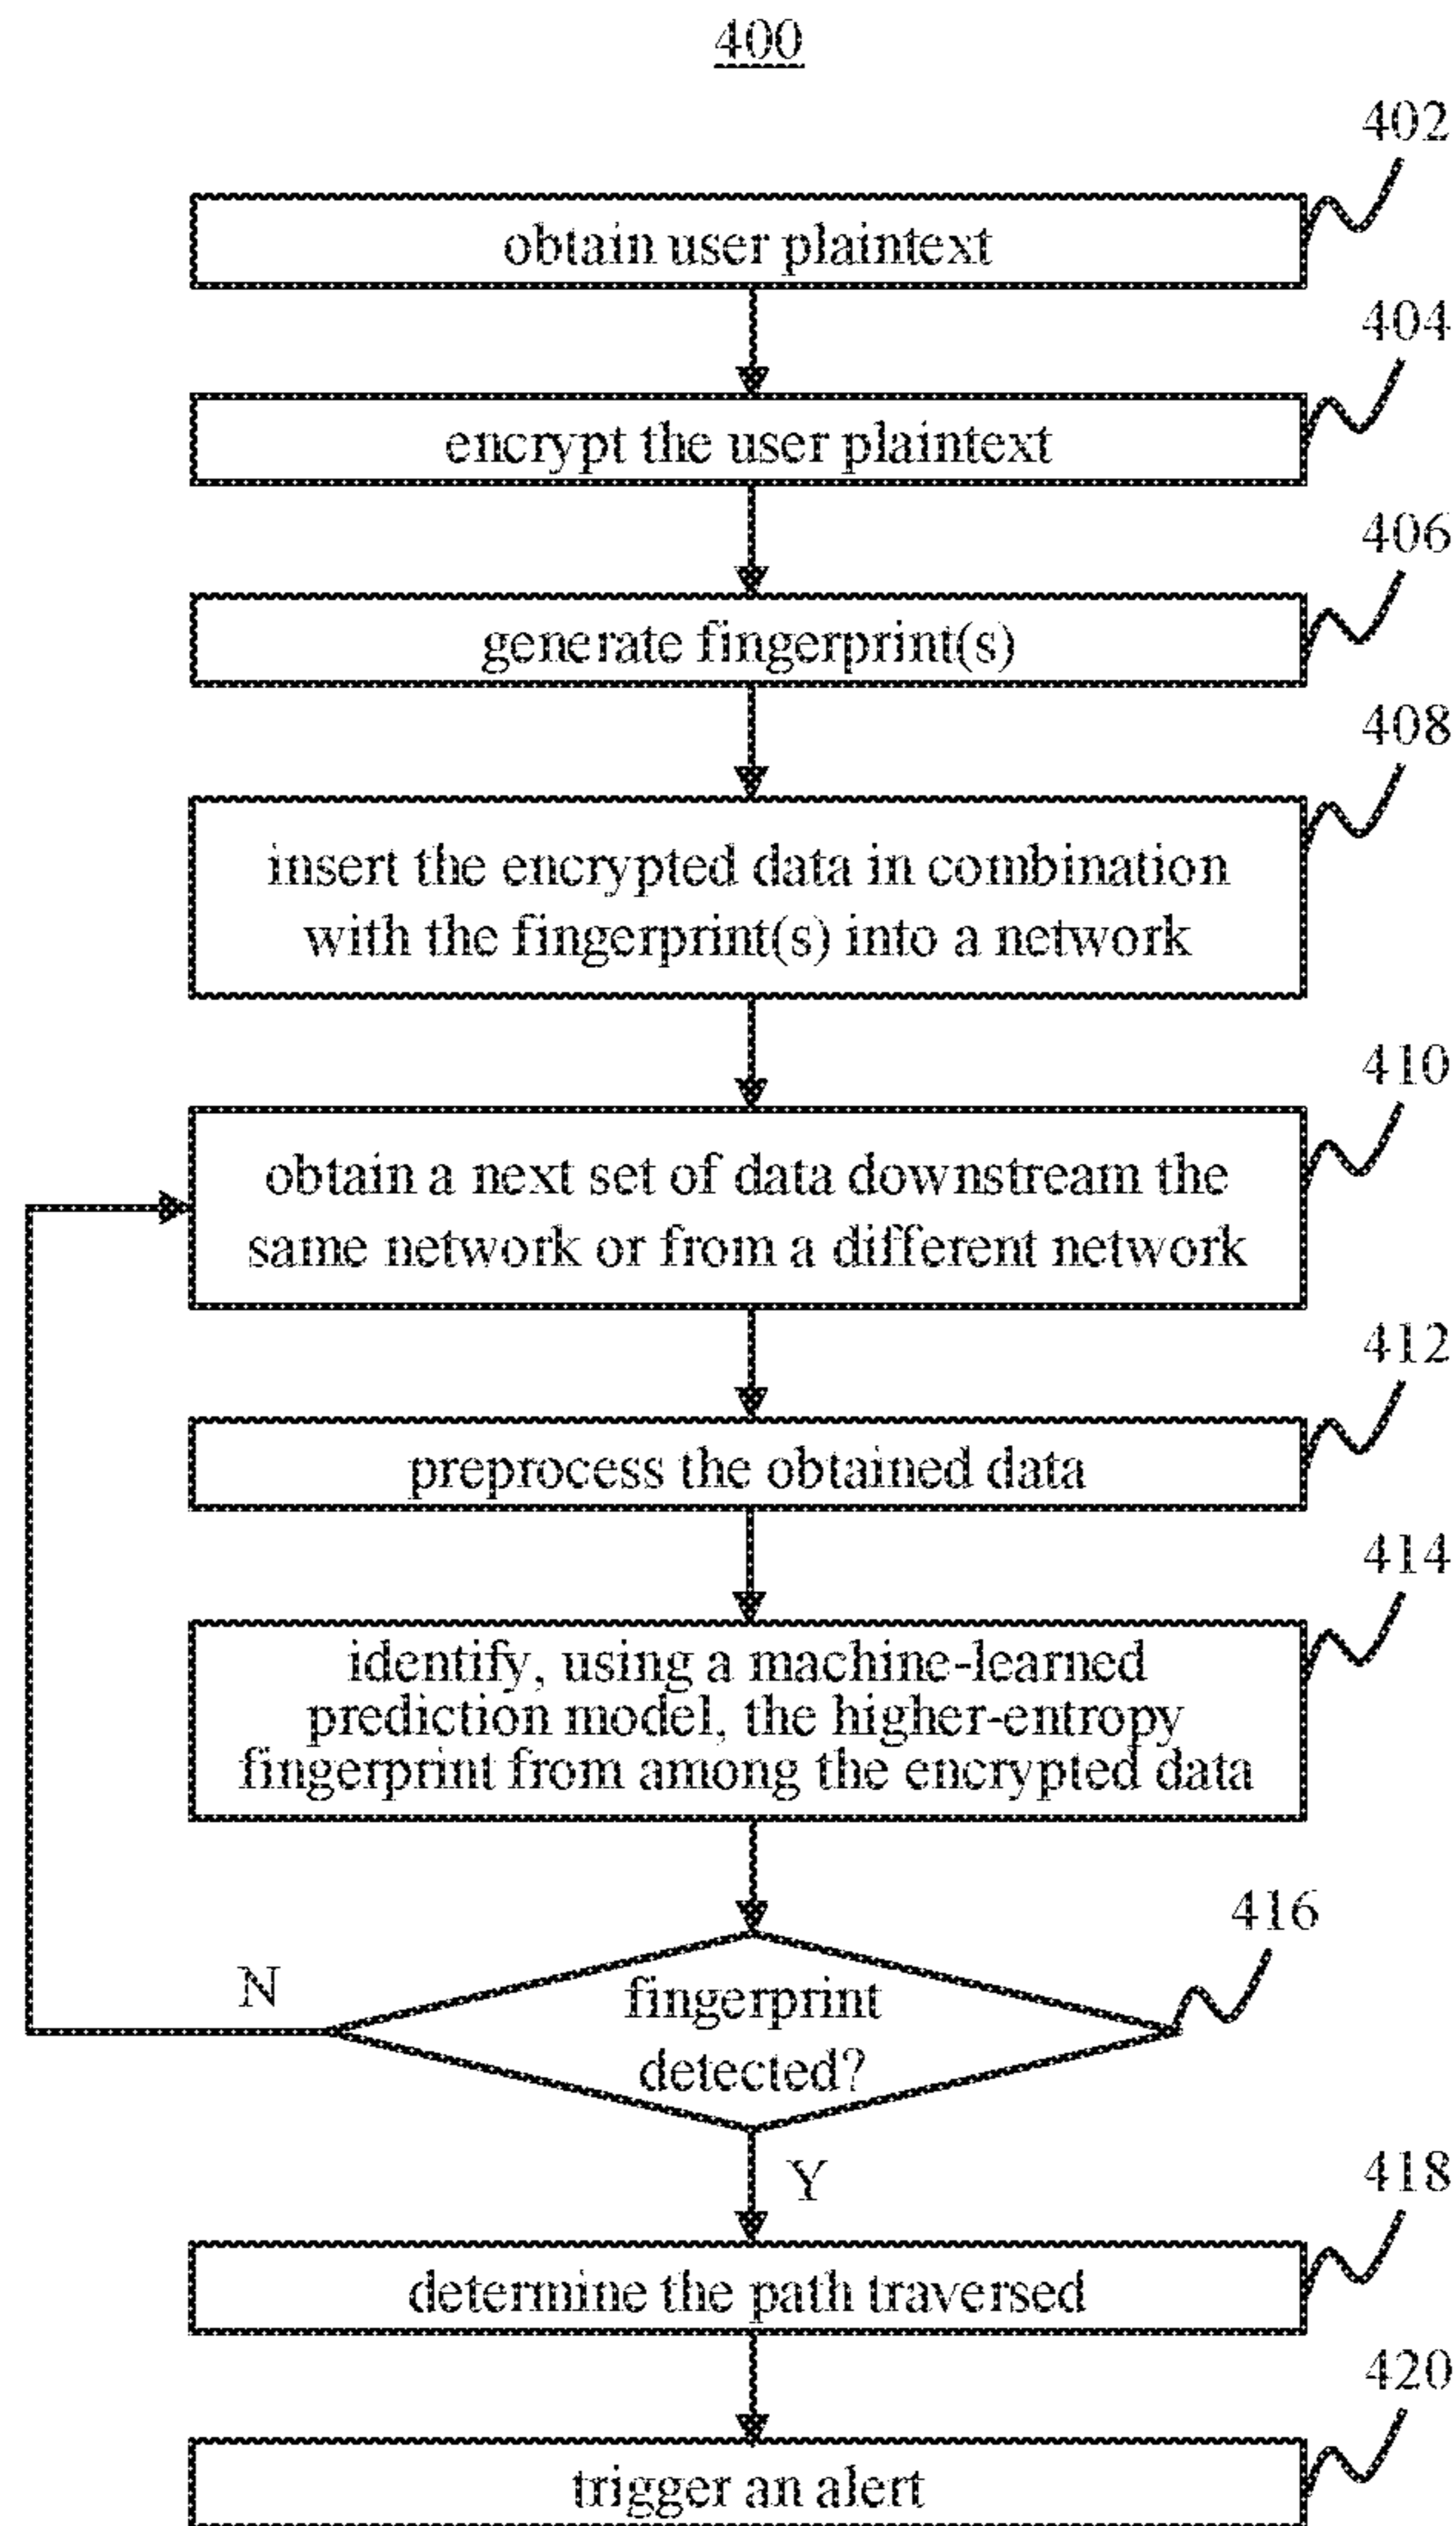 400
402
obtain user plaintext
404
encrypt the user plaintext
406
generate fingerprint(s)
408
insert the encrypted data in combination
with the fingerprint(s) into a network
410
obtain a next set of data downstream the
same network or from a different network
412
preprocess the obtained data
414
identify, using a machine-learned
prediction model, the higher-entropy
fingerprint from among the encrypted data
416
N
fingerprint
detected?
Y
418
determine the path traversed
420
trigger an alert